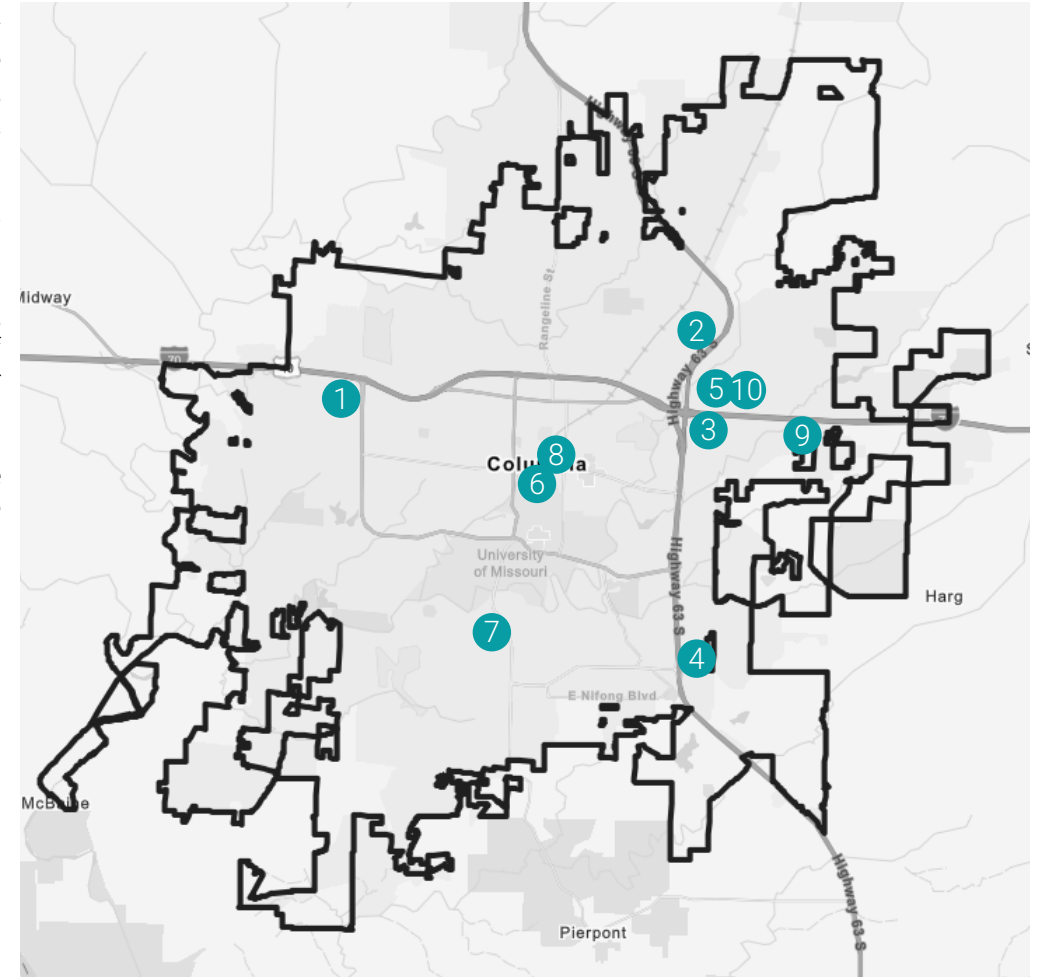 Highway 63 S
Rangeline St
Midway
2
Highway 63 S
70
40
1
5
10
3
9
8
Columbia
6
University
of Missouri
Highway 63 S
Harg
7
4
E Nifong Blvd
McBaine
Highway 63 S
Pierpont